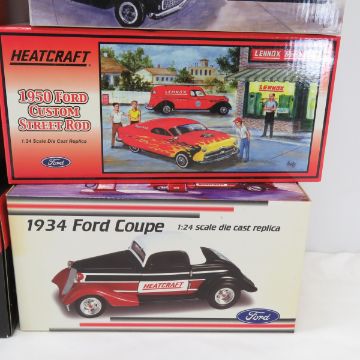 HEATCRAFT
1950 FORD
CUSTOM
STREET ROD
1:24 Scale Die Cast Replica
Ford
LENNOX
LENNOX
1934 Ford Coupe
1:24 scale die cast replica
HEATCRAFT
Ford